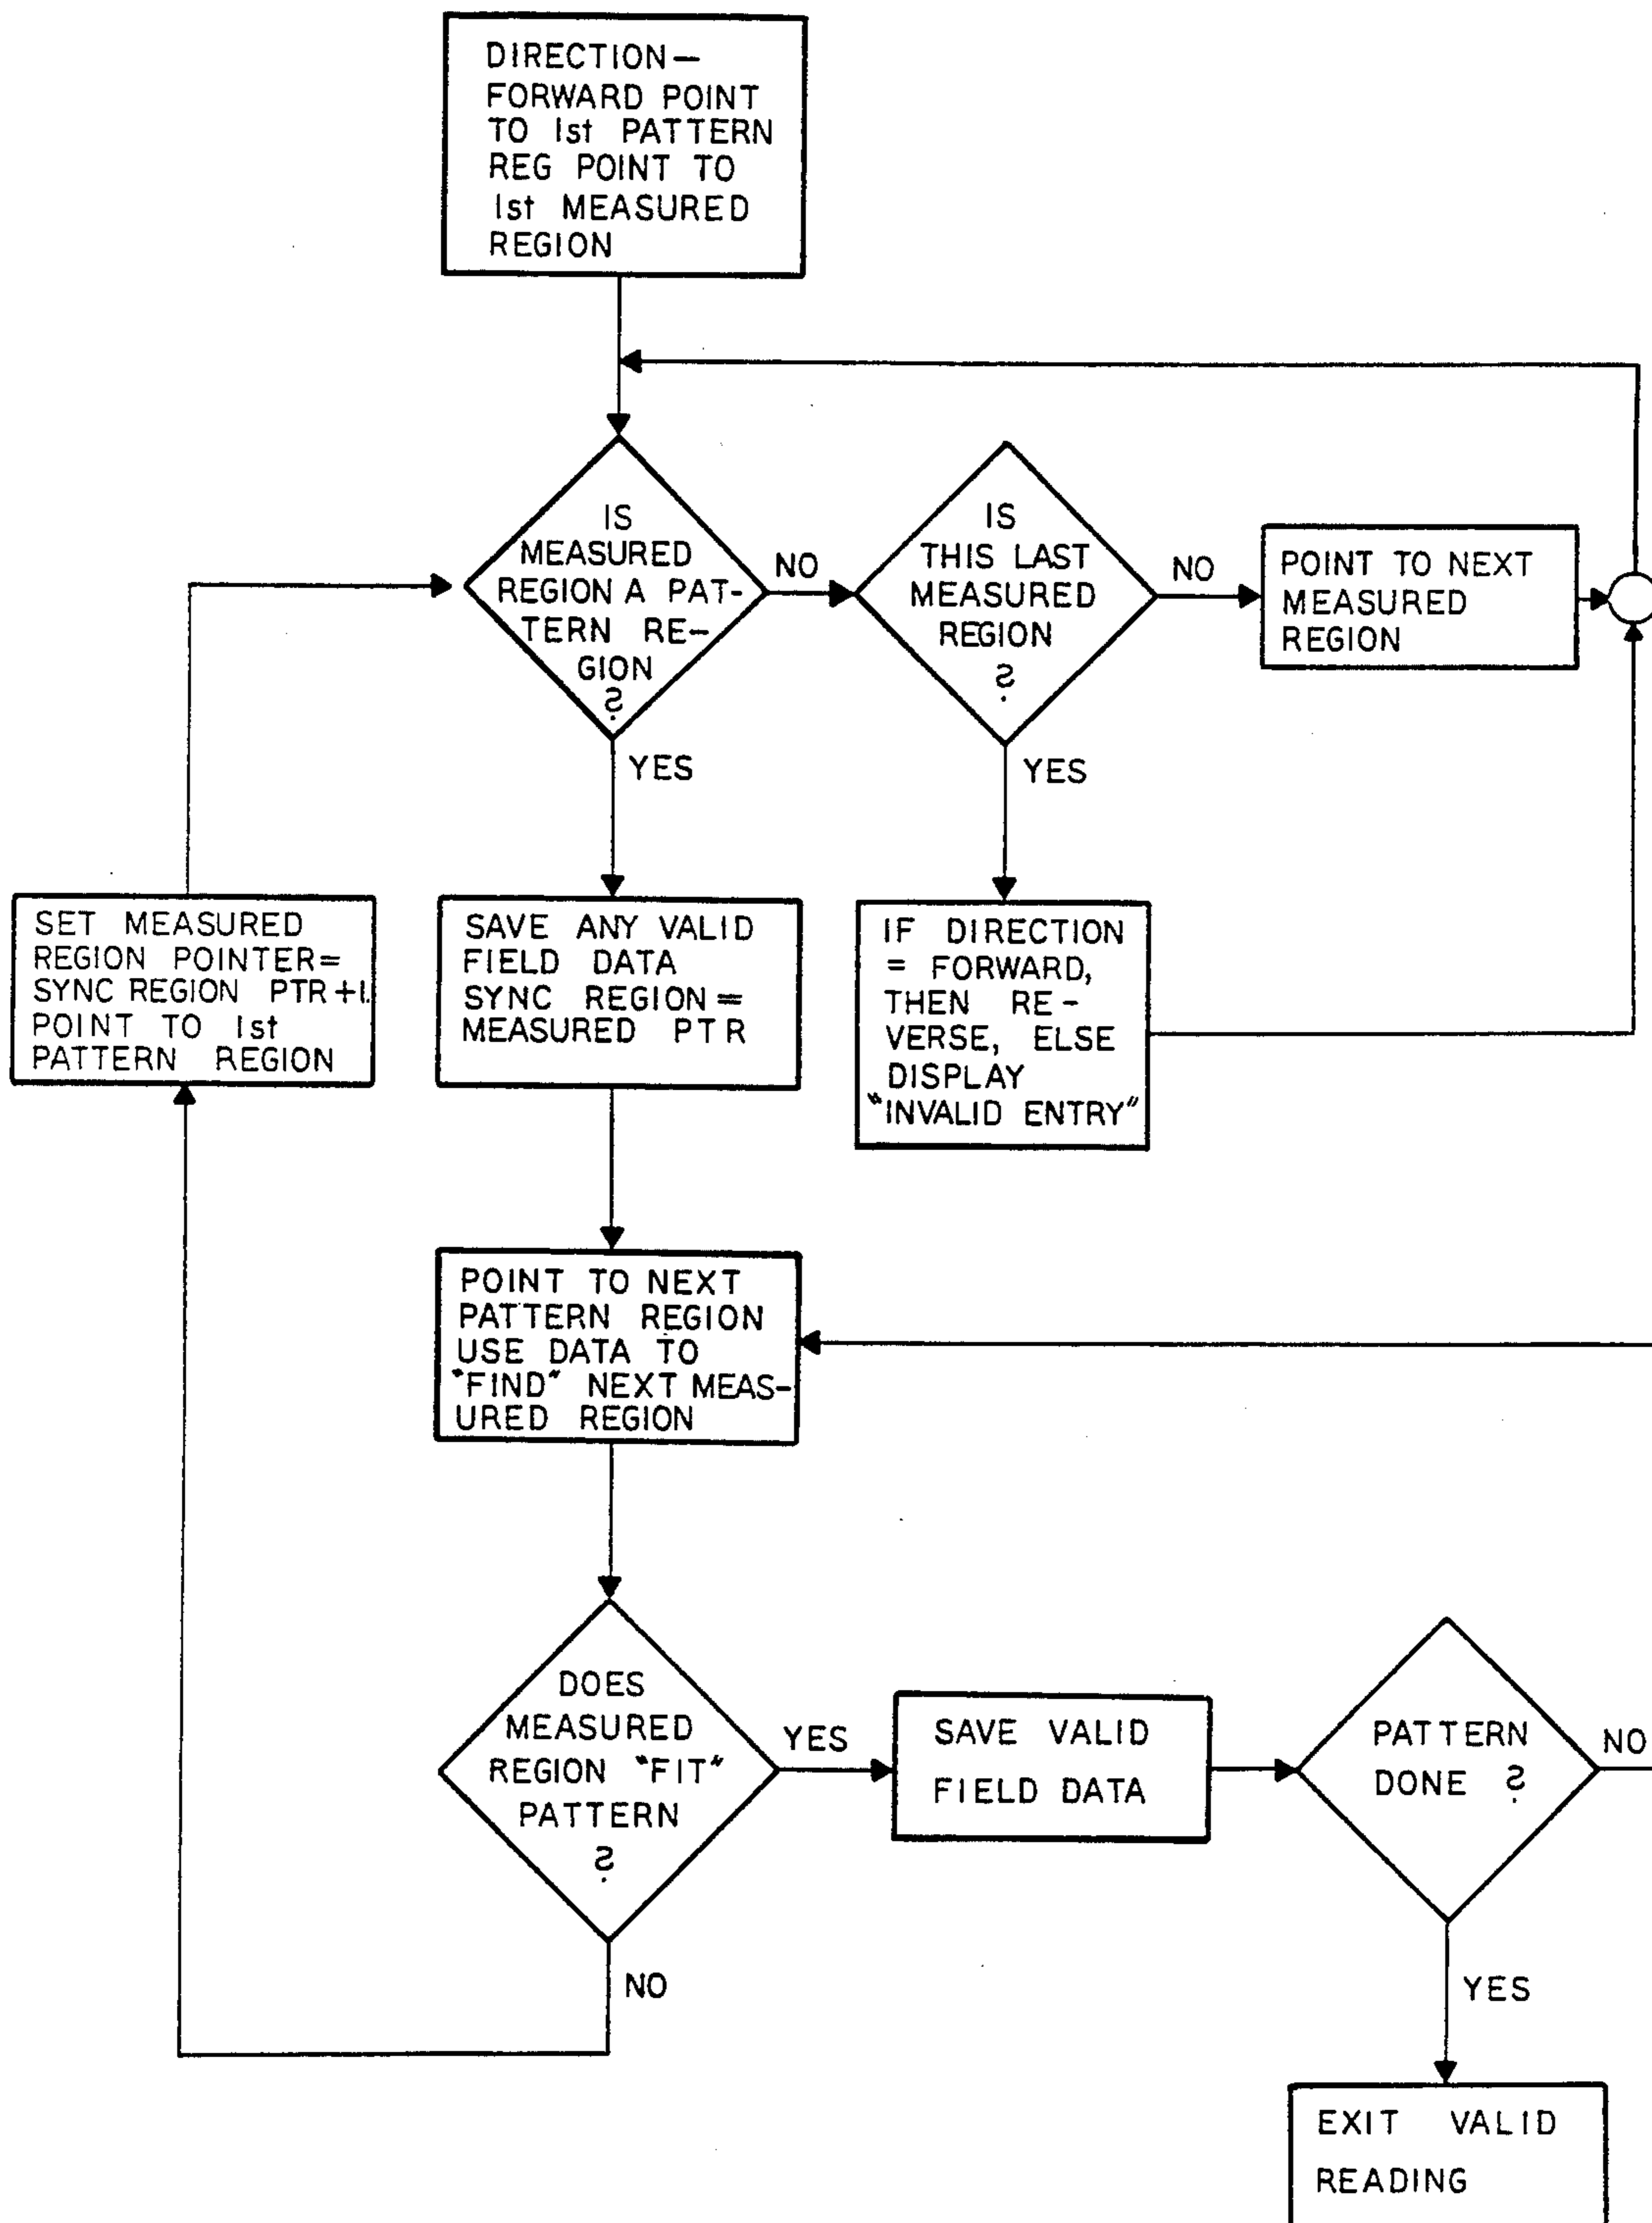 DIRECTION—
FORWARD POINT
TO 1st PATTERN
REG POINT TO
1st MEASURED
REGION
IS
MEASURED
REGION A PAT-
TERN RE-
GION
?
NO
YES
IS
THIS LAST
MEASURED
REGION
?
NO
YES
POINT TO NEXT
MEASURED
REGION
SET MEASURED
REGION POINTER=
SYNC REGION PTR+1.
POINT TO 1st
PATTERN REGION
SAVE ANY VALID
FIELD DATA
SYNC REGION=
MEASURED PTR
IF DIRECTION
= FORWARD,
THEN RE-
VERSE, ELSE
DISPLAY
"INVALID ENTRY"
POINT TO NEXT
PATTERN REGION
USE DATA TO
"FIND" NEXT MEAS-
URED REGION
DOES
MEASURED
REGION "FIT"
PATTERN
?
YES
NO
SAVE VALID
FIELD DATA
PATTERN
DONE ?
NO
YES
EXIT VALID
READING